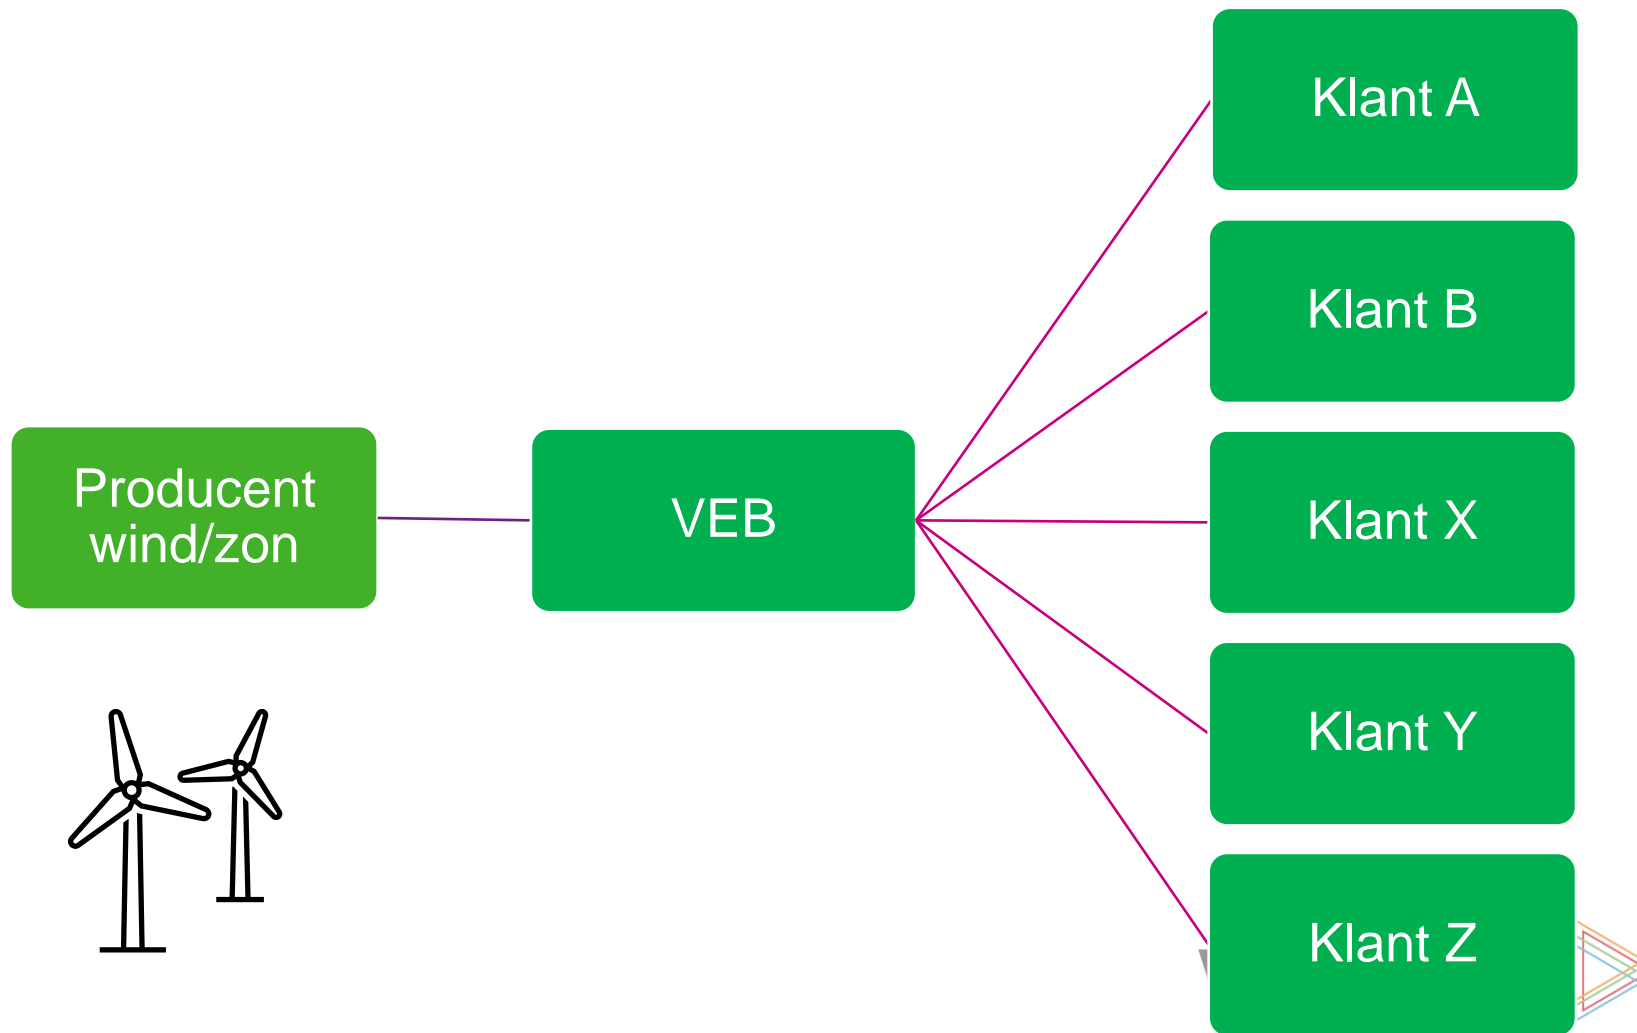 Producent
wind/zon
VEB
Klant A
Klant B
Klant X
Klant Y
Klant Z